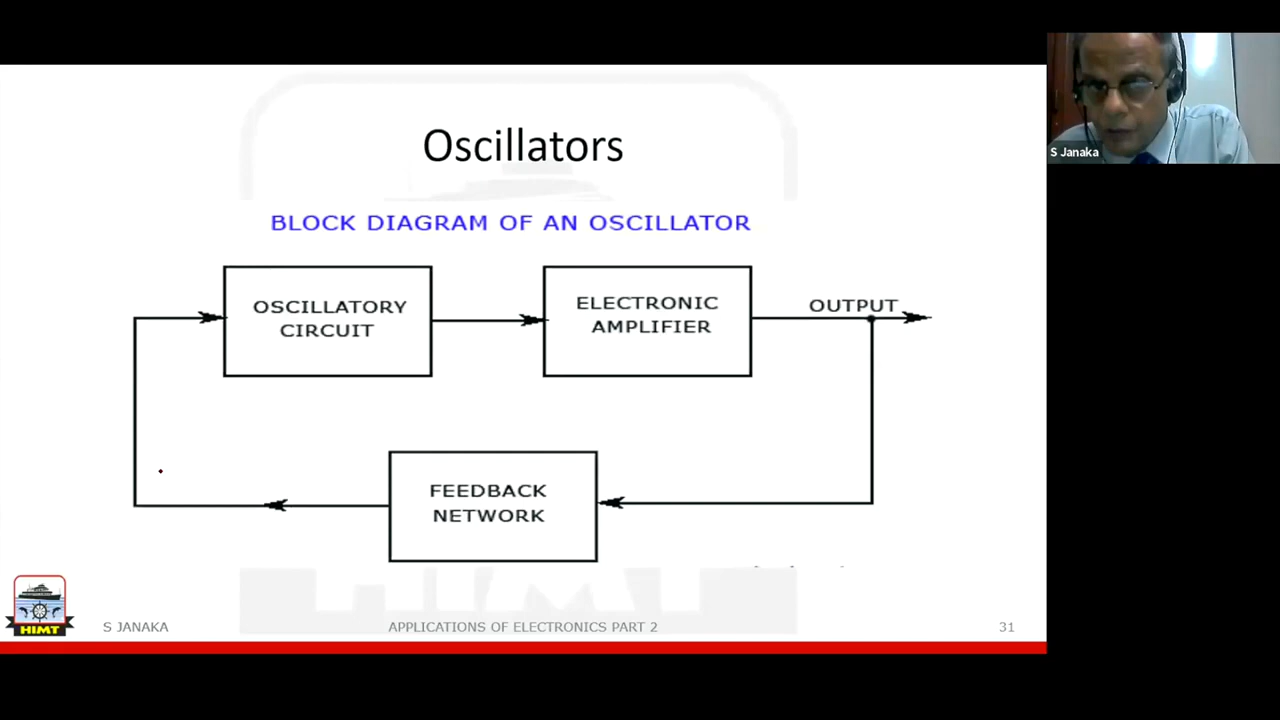 Oscillators
BLOCK DIAGRAM OF AN OSCILLATOR
OSCILLATORY
CIRCUIT
ELECTRONIC
AMPLIFIER
OUTPUT
FEEDBACK
NETWORK
HIMT
S JANAKA
APPLICATIONS OF ELECTRONICS PART 2
31
S Janaka
HIMT